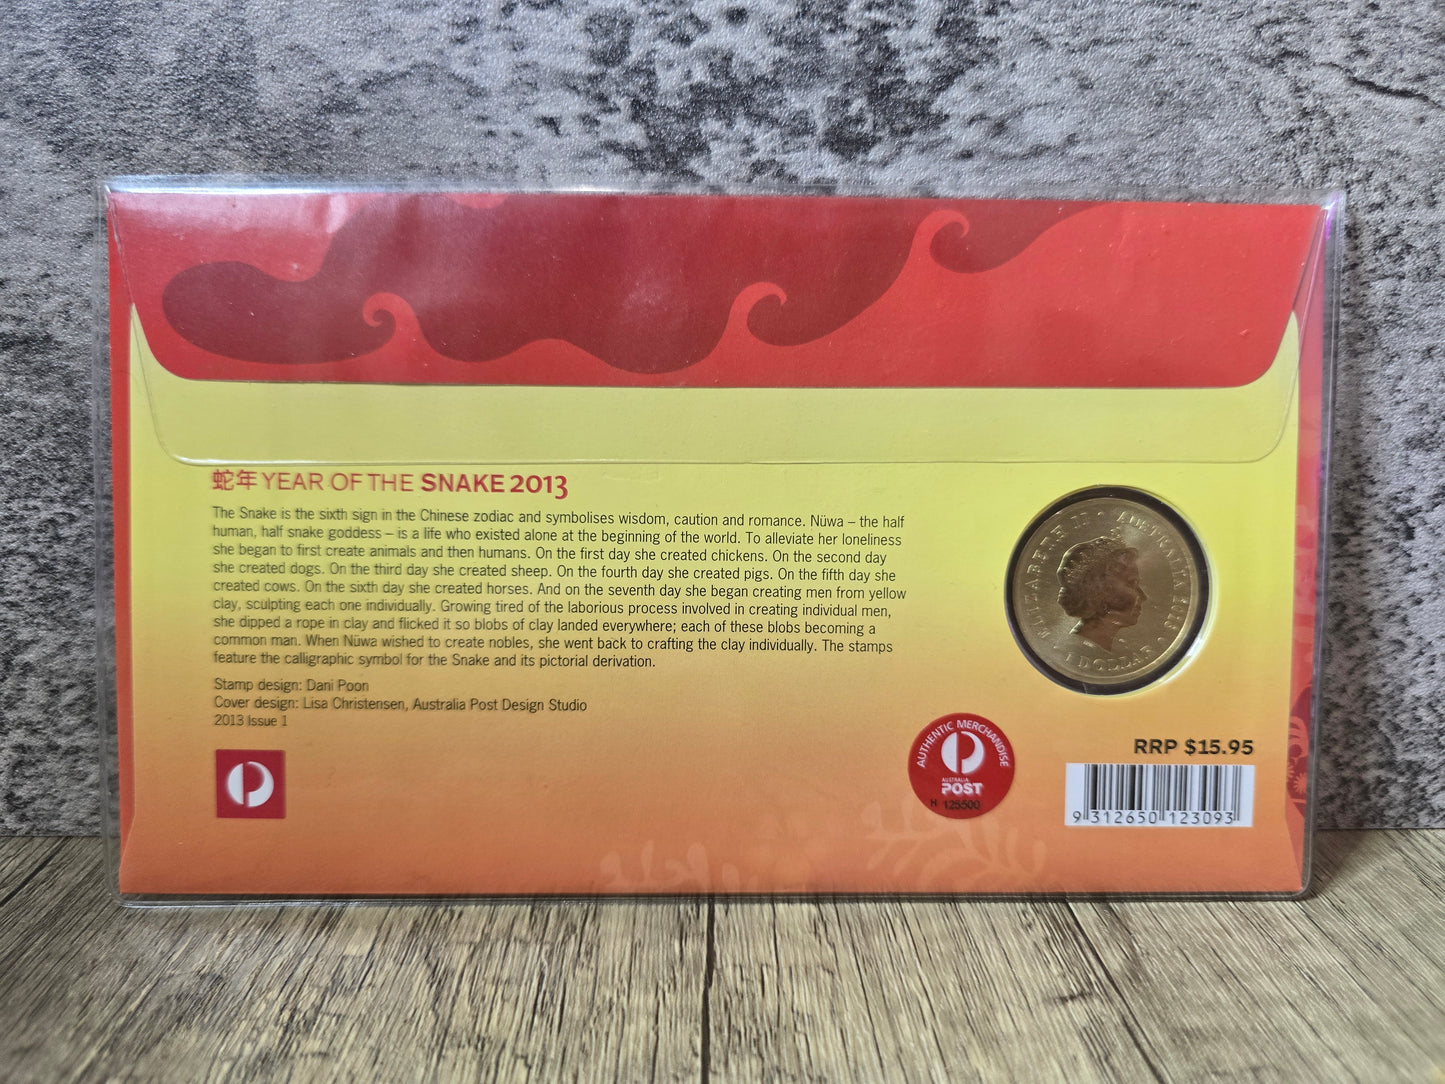 蛇年 YEAR OF THE SNAKE 2013
The Snake is the sixth sign in the Chinese zodiac and symbolises wisdom, caution and romance. Nüwa – the half
human, half snake goddess – is a life who existed alone at the beginning of the world. To alleviate her loneliness
she began to first create animals and then humans. On the first day she created chickens. On the second day
she created dogs. On the third day she created sheep. On the fourth day she created pigs. On the fifth day she
created cows. On the sixth day she created horses. And on the seventh day she began creating men from yellow
clay, sculpting each one individually. Growing tired of the laborious process involved in creating individual men,
she dipped a rope in clay and flicked it so blobs of clay landed everywhere; each of these blobs becoming a
common man. When Nüwa wished to create nobles, she went back to crafting the clay individually. The stamps
feature the calligraphic symbol for the Snake and its pictorial derivation.
Stamp design: Dani Poon
Cover design: Lisa Christensen, Australia Post Design Studio
2013 Issue 1
ELIZABETH II
AUSTRALIA 2013
1 DOLLAR
AUTHENTIC MERCHANDISE
AUSTRALIA
POST
H 125500
RRP $15.95
9 312650 123093